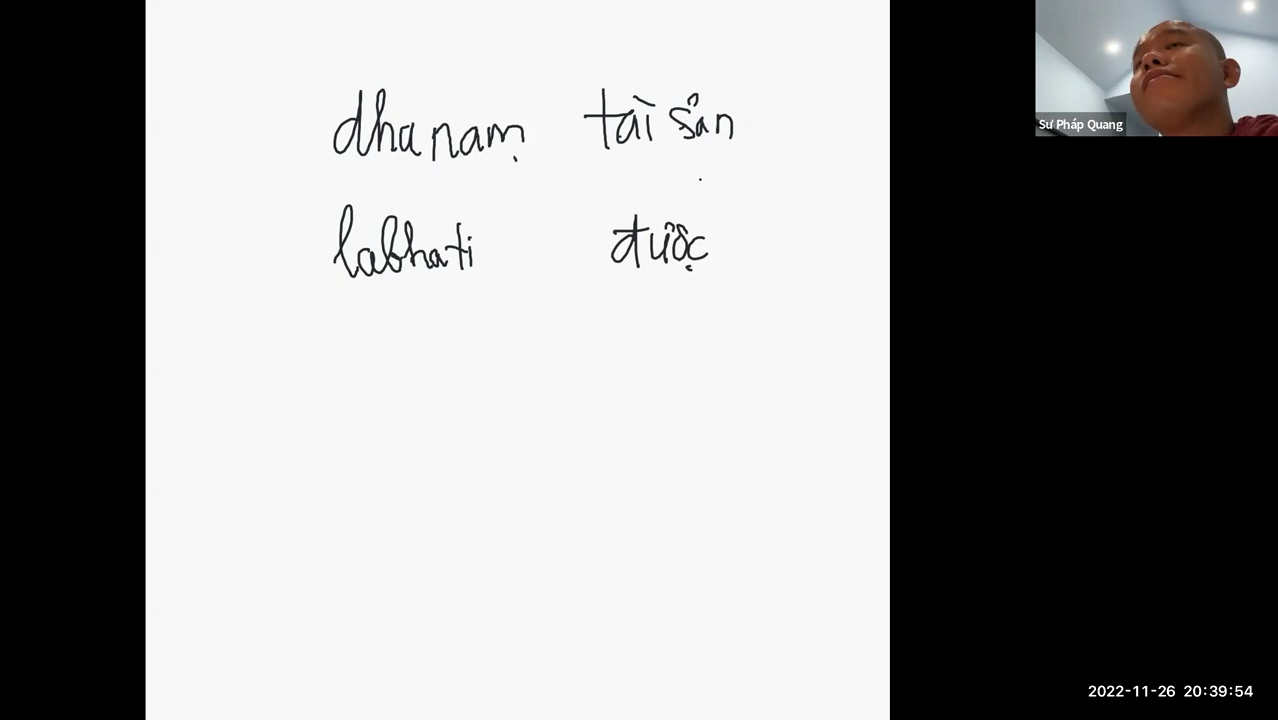 dhanaṃ tài sản
labhati được
Sư Pháp Quang
2022-11-26 20:39:54